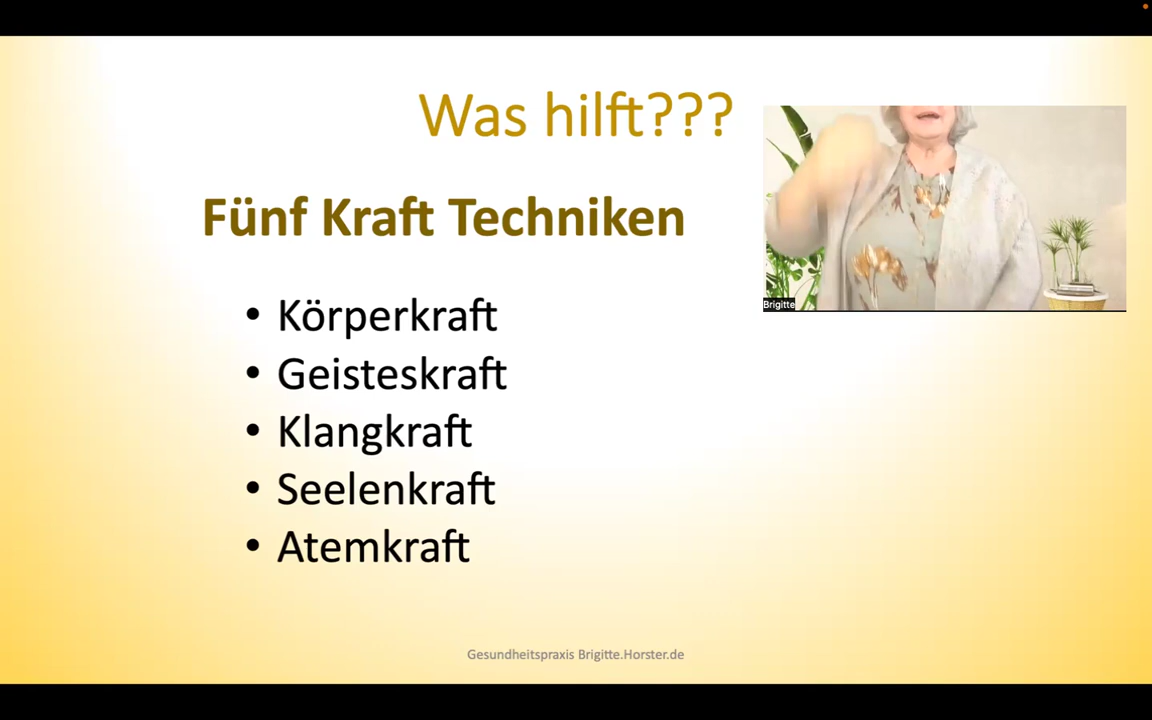 Was hilft???
Fünf Kraft Techniken
• Körperkraft
• Geisteskraft
• Klangkraft
• Seelenkraft
• Atemkraft
Brigitte
Gesundheitspraxis Brigitte.Horster.de